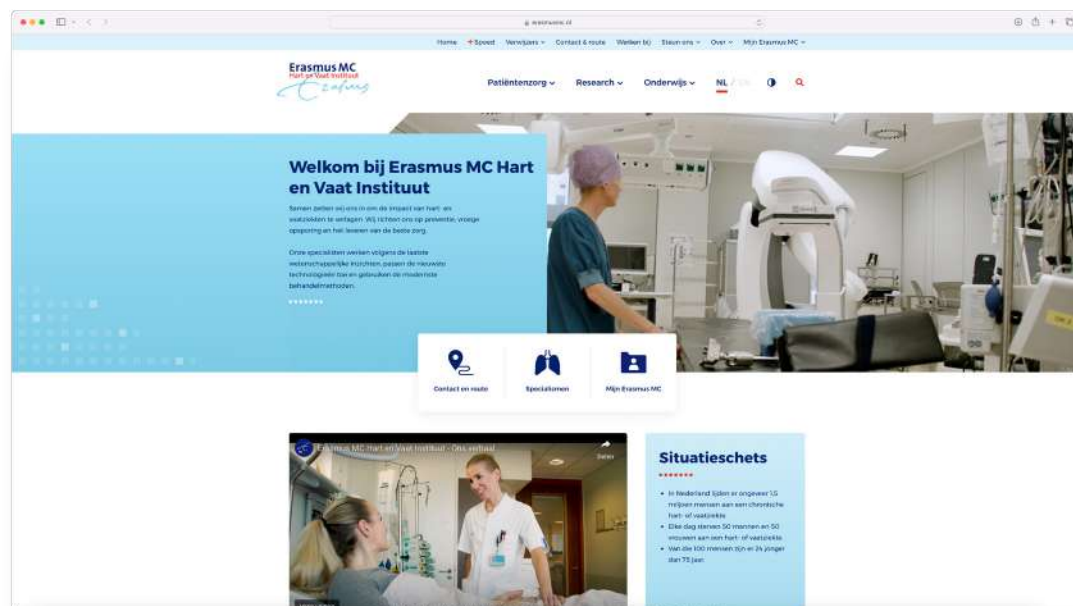 erasmusmc.nl
Home Spoed Verwijzers Contact & route Werken bij Steun ons Over Mijn Erasmus MC
Erasmus MC
Hart en Vaat Instituut
Erasmus
Patiëntenzorg Research Onderwijs NL / EN
Welkom bij Erasmus MC Hart
en Vaat Instituut
Samen zetten wij ons in om de impact van hart- en
vaatziekten te verlagen. Wij richten ons op preventie, vroege
opsporing en het leveren van de beste zorg.
Onze specialisten werken volgens de laatste
wetenschappelijke inzichten, passen de nieuwste
technologieën toe en gebruiken de modernste
behandelmethoden.
Contact en route
Specialismen
Mijn Erasmus MC
Erasmus MC Hart en Vaat Instituut - Ons verhaal
Delen
Situatieschets
In Nederland lijden er ongeveer 1,5
miljoen mensen aan een chronische
hart- of vaatziekte.
Elke dag sterven 50 mannen en 50
vrouwen aan een hart- of vaatziekte.
Van die 100 mensen zijn er 24 jonger
dan 75 jaar.